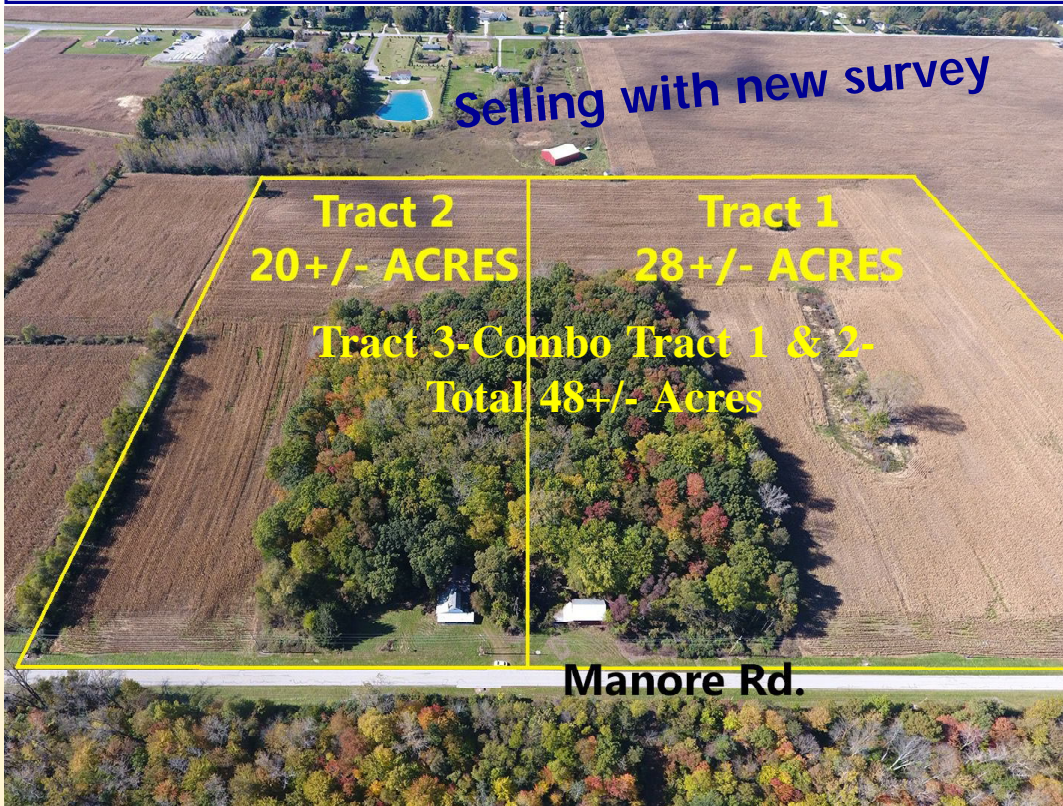 Selling with new survey
Tract 2
20+/- ACRES
Tract 1
28+/- ACRES
Tract 3-Combo Tract 1 & 2-
Total 48+/- Acres
Manore Rd.